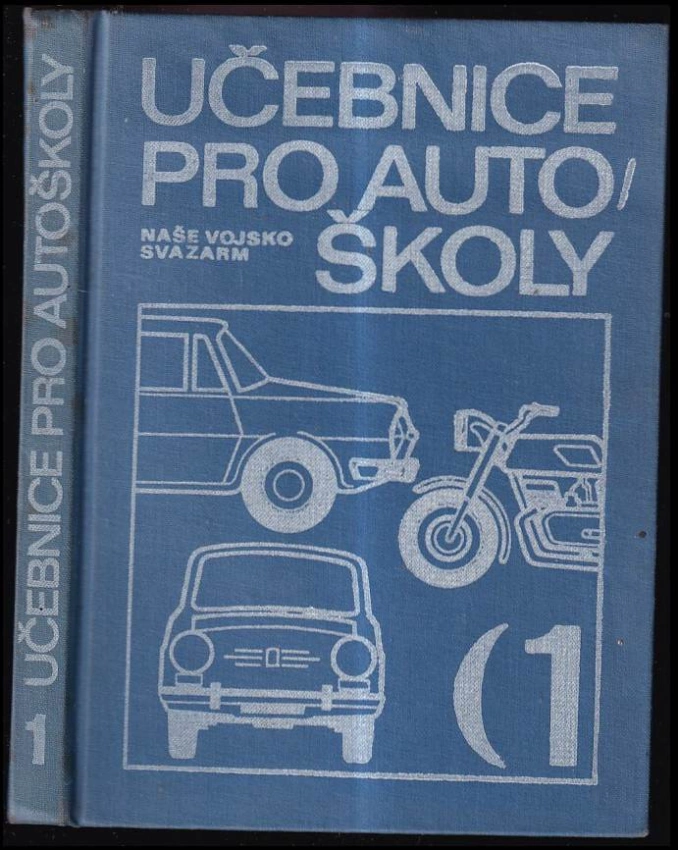 UČEBNICE
PRO AUTO/
ŠKOLY
NAŠE VOJSKO
SVAZARM
(1
1 UČEBNICE PRO AUTOŠKOLY